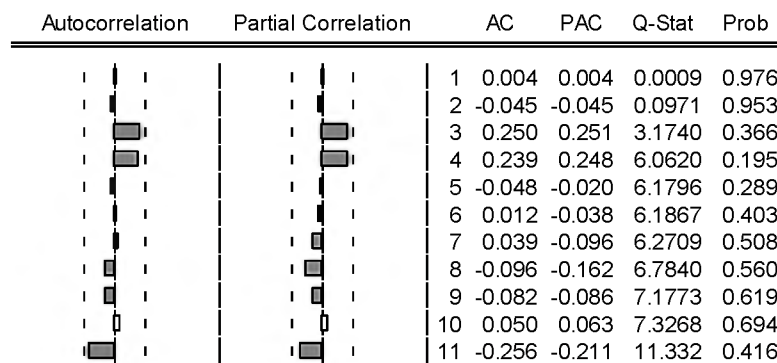 Autocorrelation Partial Correlation AC PAC Q-Stat Prob
1 0.004 0.004 0.0009 0.976
2 -0.045 -0.045 0.0971 0.953
3 0.250 0.251 3.1740 0.366
4 0.239 0.248 6.0620 0.195
5 -0.048 -0.020 6.1796 0.289
6 0.012 -0.038 6.1867 0.403
7 0.039 -0.096 6.2709 0.508
8 -0.096 -0.162 6.7840 0.560
9 -0.082 -0.086 7.1773 0.619
10 0.050 0.063 7.3268 0.694
11 -0.256 -0.211 11.332 0.416